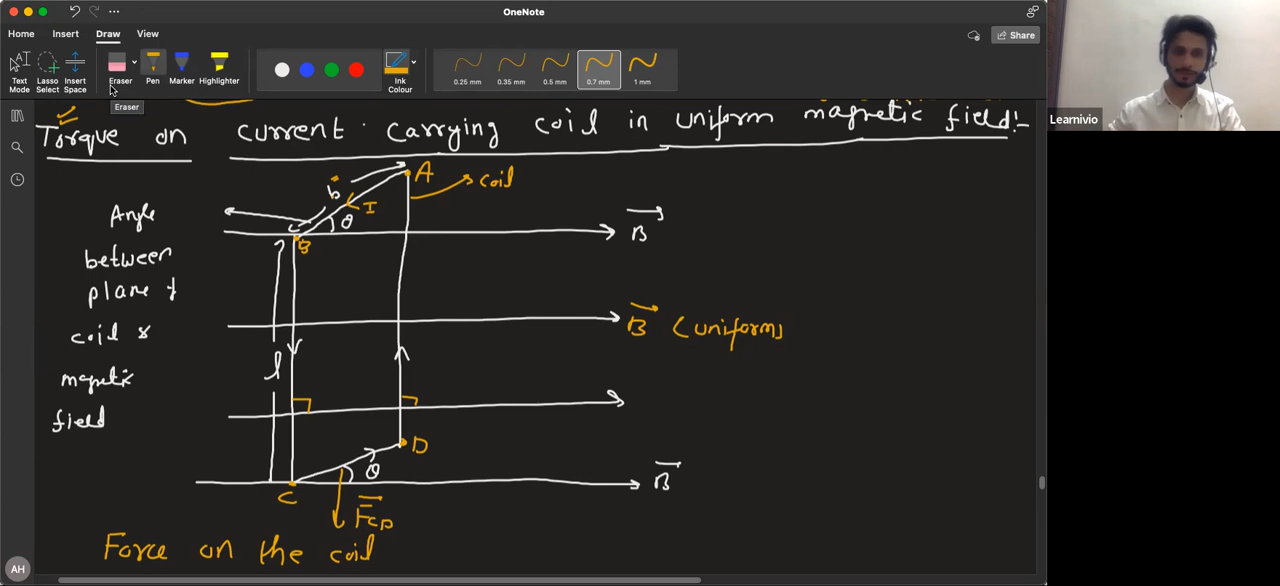 OneNote
Home Insert Draw View
Share
Text Mode
Lasso Select
Insert Space
Eraser
Pen
Marker
Highlighter
Ink Colour
0.25 mm
0.35 mm
0.5 mm
0.7 mm
1 mm
Eraser
Learnivio
Torque on current carrying coil in uniform magnetic field:-
A
coil
b
I
θ
B
B
Angle
between
plane of
coil &
magnetic
field
B (uniform)
l
D
θ
C
B
F_CD
Force on the coil
AH